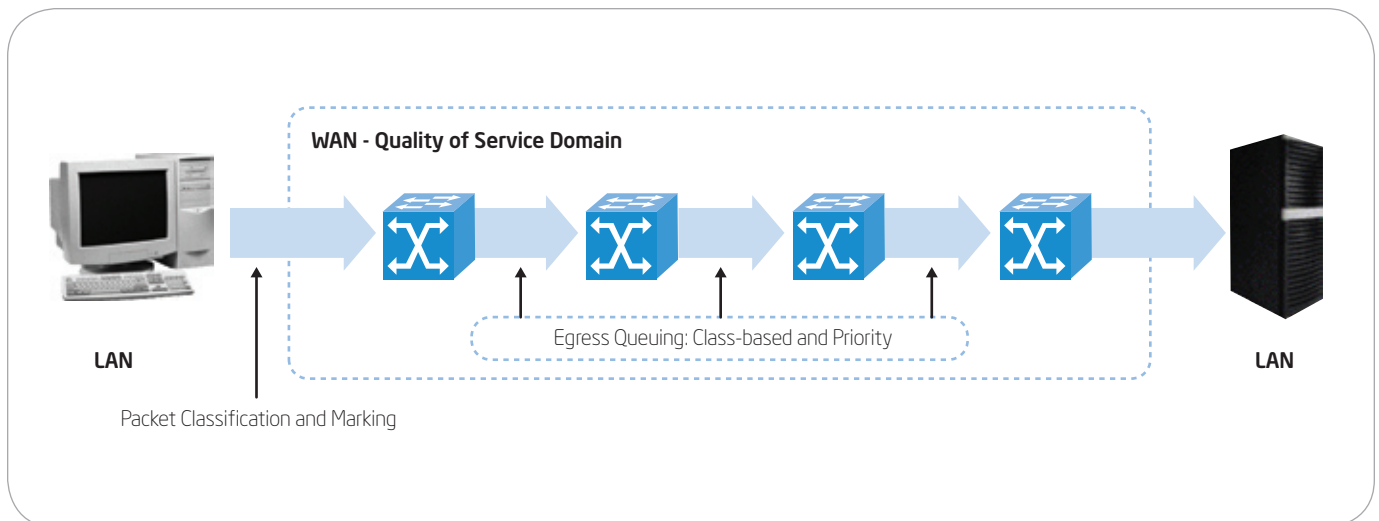 WAN - Quality of Service Domain
Egress Queuing: Class-based and Priority
LAN
LAN
Packet Classification and Marking